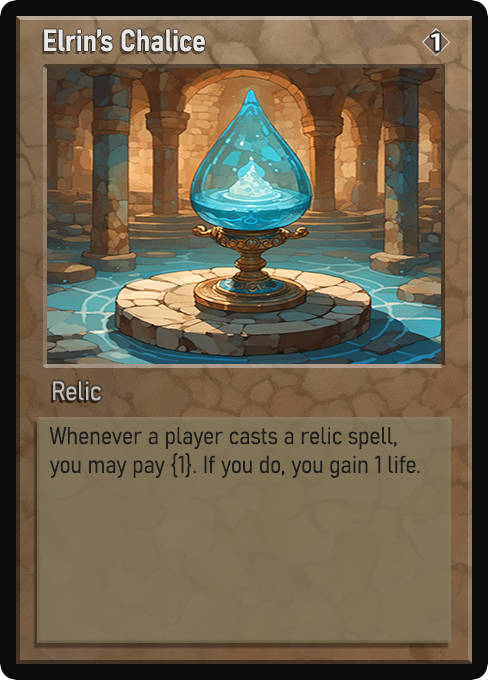 Elrin's Chalice
1
Relic
Whenever a player casts a relic spell,
you may pay {1}. If you do, you gain 1 life.